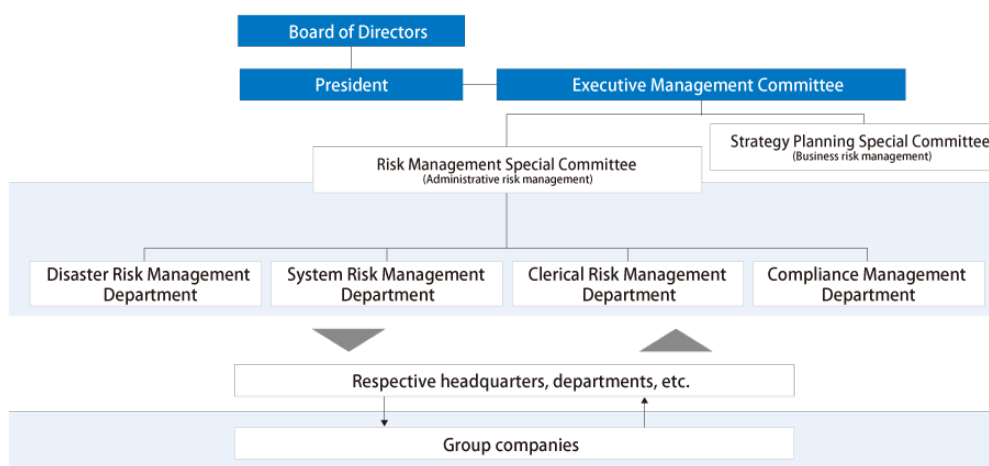 Board of Directors
President
Executive Management Committee
Strategy Planning Special Committee
(Business risk management)
Risk Management Special Committee
(Administrative risk management)
Disaster Risk Management
Department
System Risk Management
Department
Clerical Risk Management
Department
Compliance Management
Department
Respective headquarters, departments, etc.
Group companies